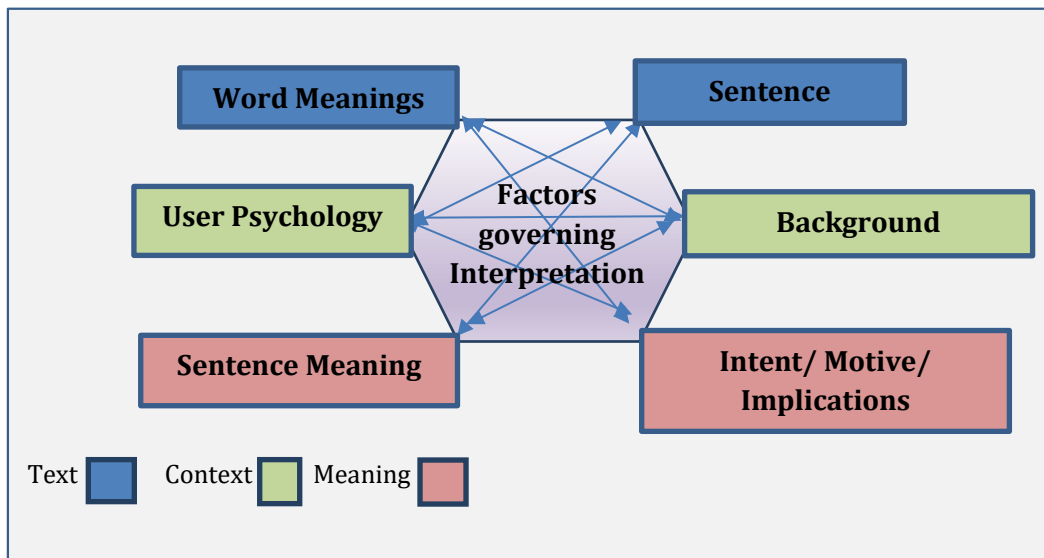 Word Meanings
Sentence
User Psychology
Factors
governing
Interpretation
Background
Sentence Meaning
Intent/ Motive/
Implications
Text
Context
Meaning